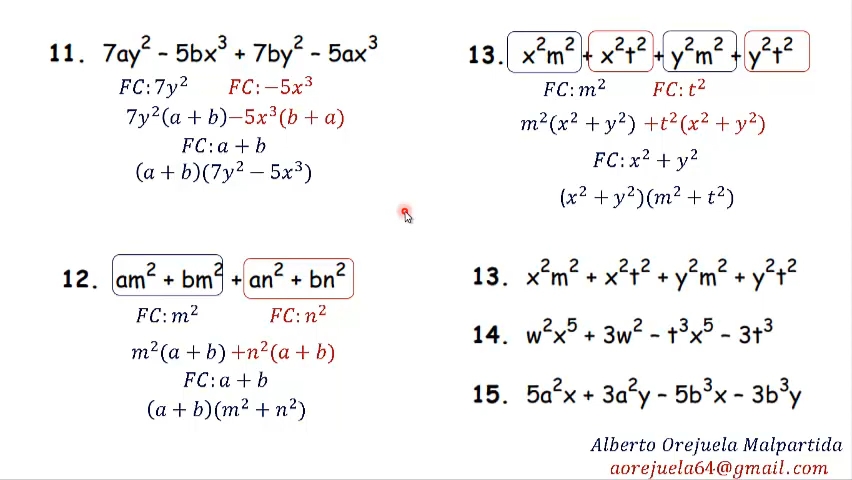 11. 7ay² – 5bx³ + 7by² – 5ax³
FC: 7y² FC: −5x³
7y²(a + b)−5x³(b + a)
FC: a + b
(a + b)(7y² − 5x³)
12. am² + bm² + an² + bn²
FC: m² FC: n²
m²(a + b) +n²(a + b)
FC: a + b
(a + b)(m² + n²)
13. x²m² + x²t² + y²m² + y²t²
FC: m² FC: t²
m²(x² + y²) +t²(x² + y²)
FC: x² + y²
(x² + y²)(m² + t²)
13. x²m² + x²t² + y²m² + y²t²
14. w²x⁵ + 3w² – t³x⁵ – 3t³
15. 5a²x + 3a²y – 5b³x – 3b³y
Alberto Orejuela Malpartida
aorejuela64@gmail.com